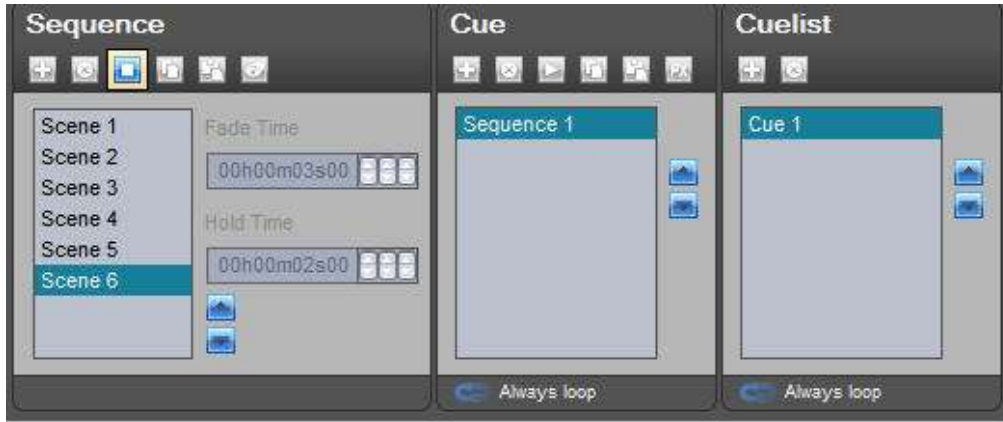 Sequence
Scene 1
Scene 2
Scene 3
Scene 4
Scene 5
Scene 6
Fade Time
00h00m03s00
Hold Time
00h00m02s00
Cue
Sequence 1
Always loop
Cuelist
Cue 1
Always loop